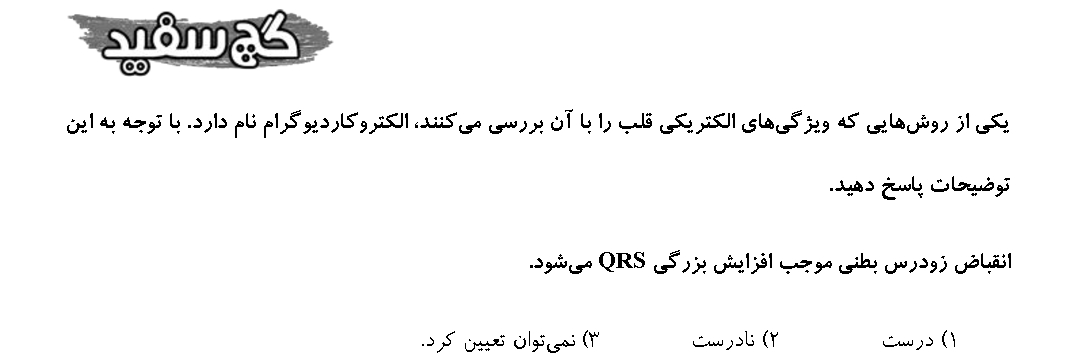 گچ سفید
یکی از روش‌هایی که ویژگی‌های الکتریکی قلب را با آن بررسی می‌کنند، الکتروکاردیوگرام نام دارد. با توجه به این
توضیحات پاسخ دهید.
انقباض زودرس بطنی موجب افزایش بزرگی QRS می‌شود.
۱) درست ۲) نادرست ۳) نمی‌توان تعیین کرد.